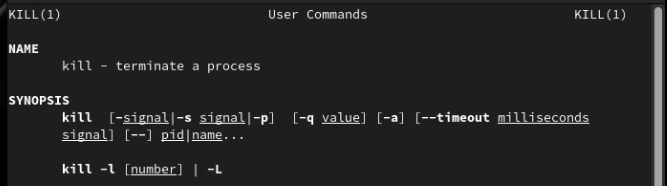 KILL(1) User Commands KILL(1)
NAME
kill - terminate a process
SYNOPSIS
kill [-signal|-s signal|-p] [-q value] [-a] [--timeout milliseconds
signal] [--] pid|name...
kill -l [number] | -L